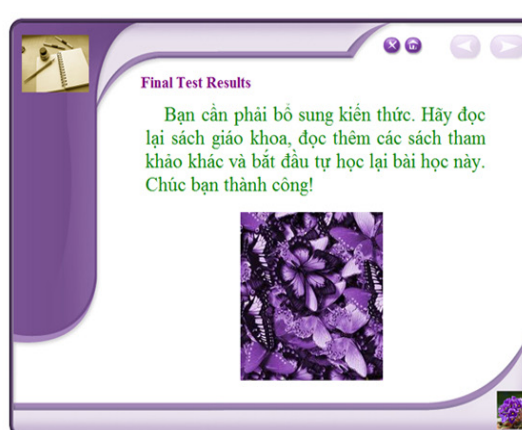 Final Test Results
Bạn cần phải bổ sung kiến thức. Hãy đọc
lại sách giáo khoa, đọc thêm các sách tham
khảo khác và bắt đầu tự học lại bài học này.
Chúc bạn thành công!